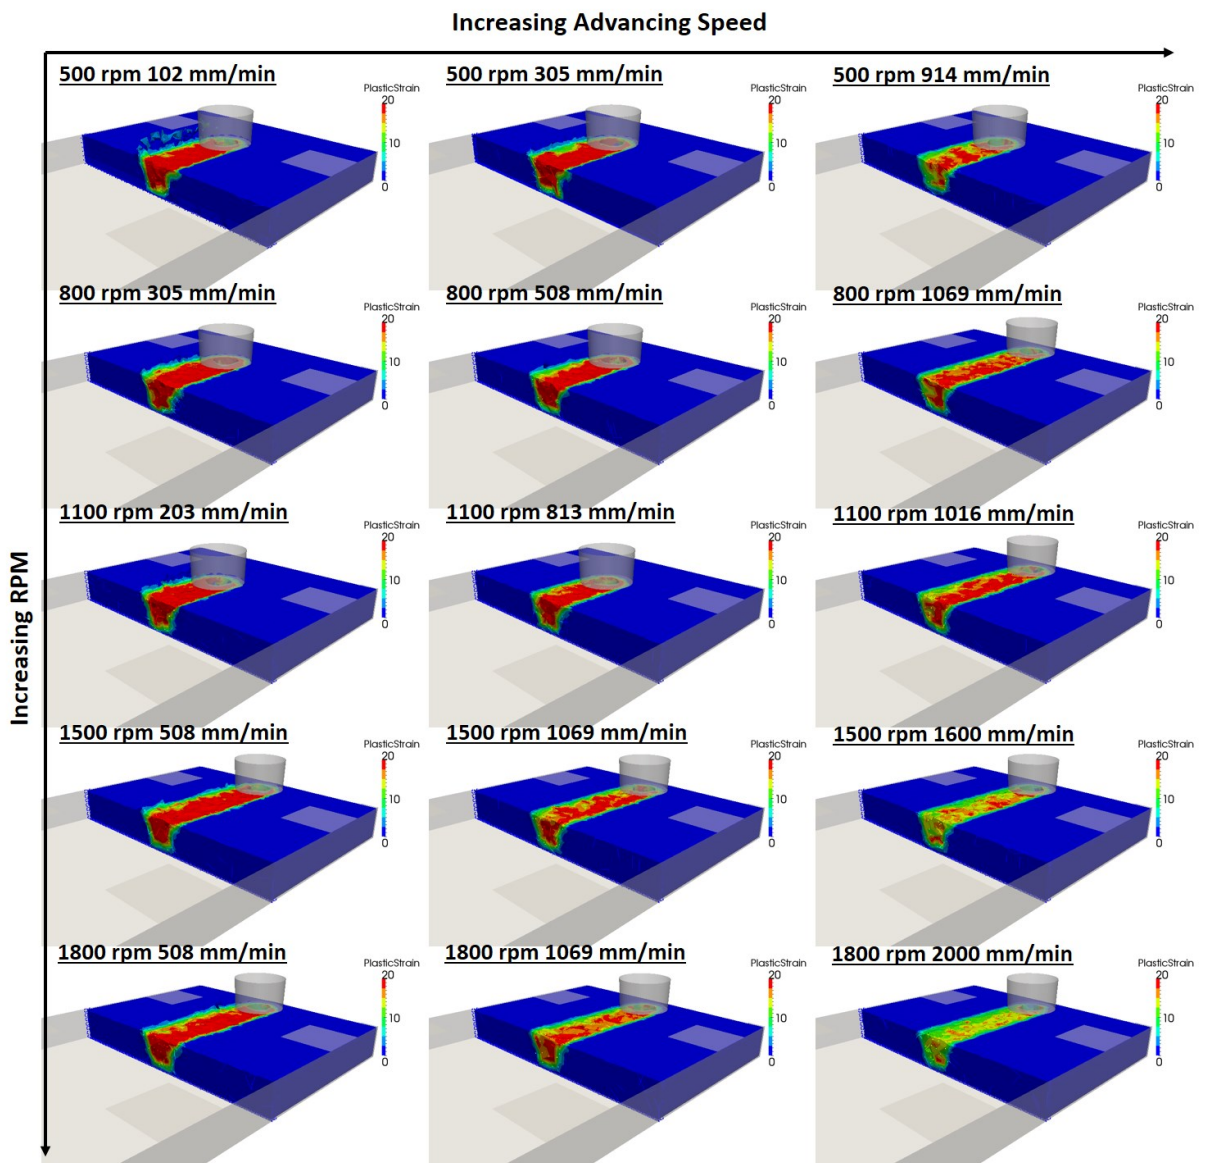 Increasing Advancing Speed
500 rpm 102 mm/min
500 rpm 305 mm/min
500 rpm 914 mm/min
PlasticStrain
20
10
0
PlasticStrain
20
10
0
PlasticStrain
20
10
0
800 rpm 305 mm/min
800 rpm 508 mm/min
800 rpm 1069 mm/min
PlasticStrain
20
10
0
PlasticStrain
20
10
0
PlasticStrain
20
10
0
Increasing RPM
1100 rpm 203 mm/min
1100 rpm 813 mm/min
1100 rpm 1016 mm/min
PlasticStrain
20
10
0
PlasticStrain
20
10
0
PlasticStrain
20
10
0
1500 rpm 508 mm/min
1500 rpm 1069 mm/min
1500 rpm 1600 mm/min
PlasticStrain
20
10
0
PlasticStrain
20
10
0
PlasticStrain
20
10
0
1800 rpm 508 mm/min
1800 rpm 1069 mm/min
1800 rpm 2000 mm/min
PlasticStrain
20
10
0
PlasticStrain
20
10
0
PlasticStrain
20
10
0